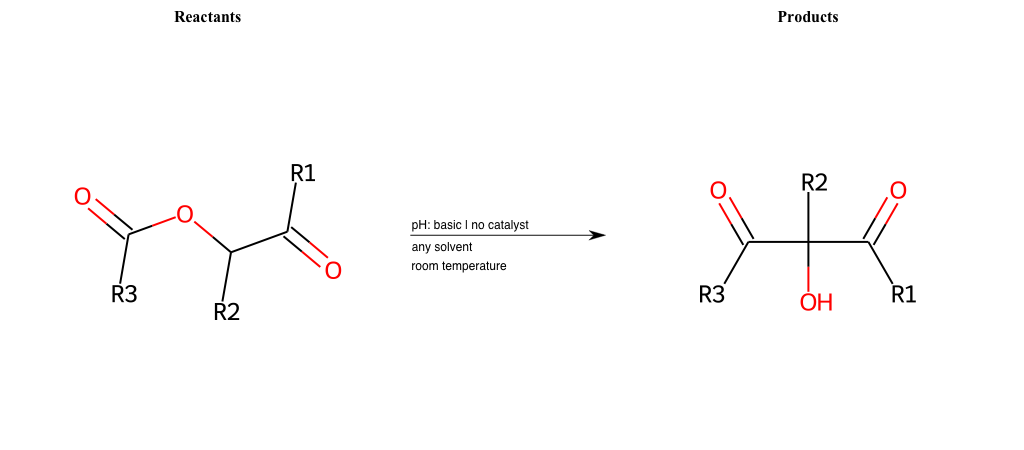 Reactants
Products
R1
O
O
O
R3
R2
pH: basic | no catalyst
any solvent
room temperature
R2
O
O
R3
OH
R1